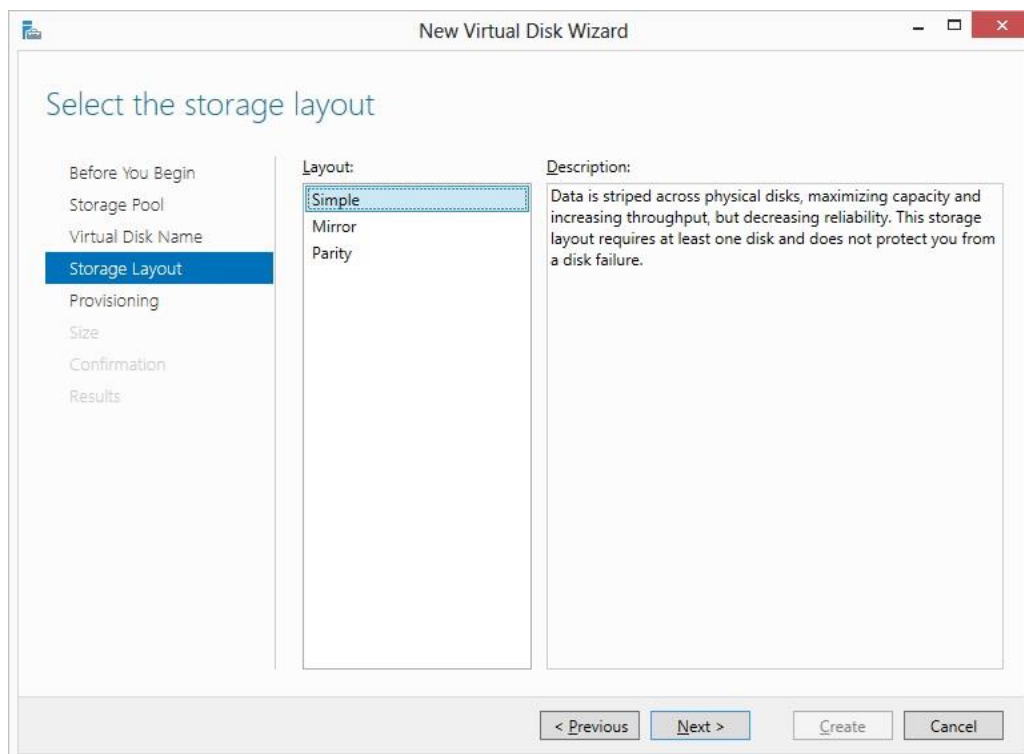 New Virtual Disk Wizard
Select the storage layout
Before You Begin
Storage Pool
Virtual Disk Name
Storage Layout
Provisioning
Size
Confirmation
Results
Layout:
Simple
Mirror
Parity
Description:
Data is striped across physical disks, maximizing capacity and
increasing throughput, but decreasing reliability. This storage
layout requires at least one disk and does not protect you from
a disk failure.
< Previous
Next >
Create
Cancel